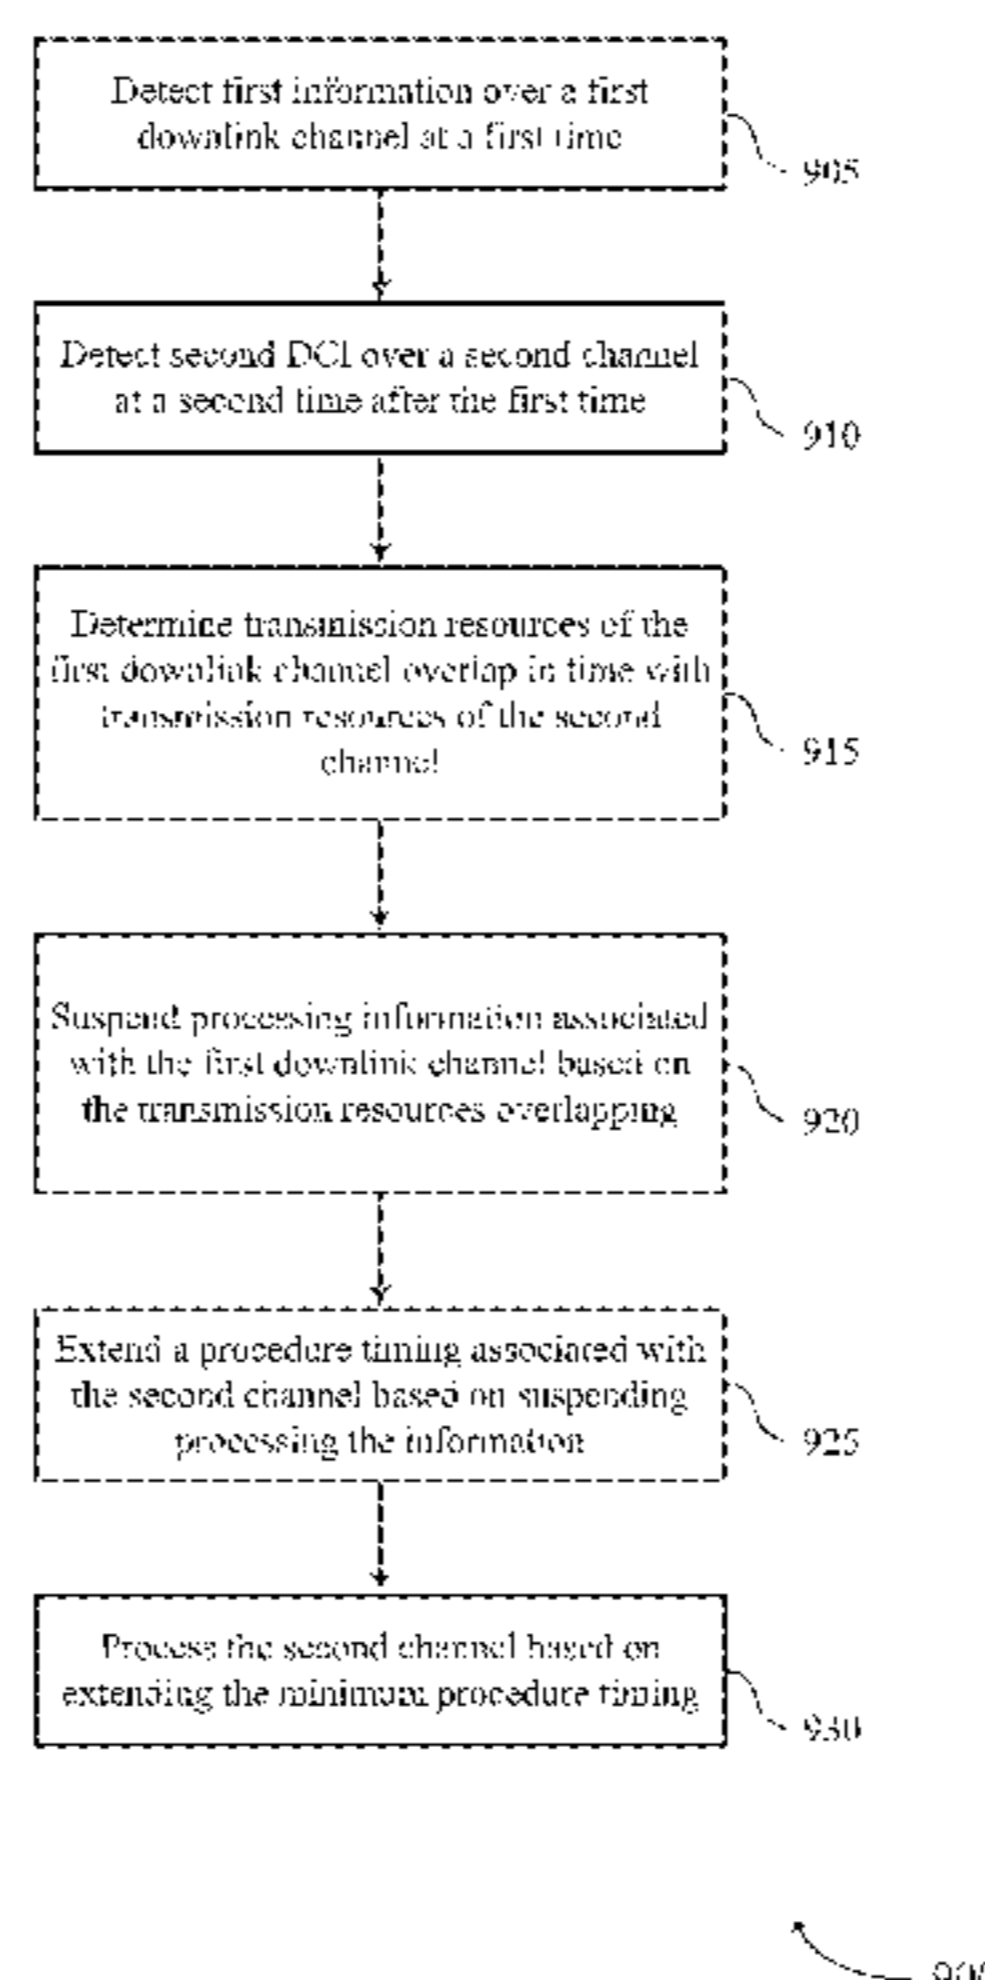 Detect first information over a first
downlink channel at a first time
905
Detect second DCI over a second channel
at a second time after the first time
910
Determine transmission resources of the
first downlink channel overlap in time with
transmission resources of the second
channel
915
Suspend processing information associated
with the first downlink channel based on
the transmission resources overlapping
920
Extend a procedure timing associated with
the second channel based on suspending
processing the information
925
Process the second channel based on
extending the minimum procedure timing
930